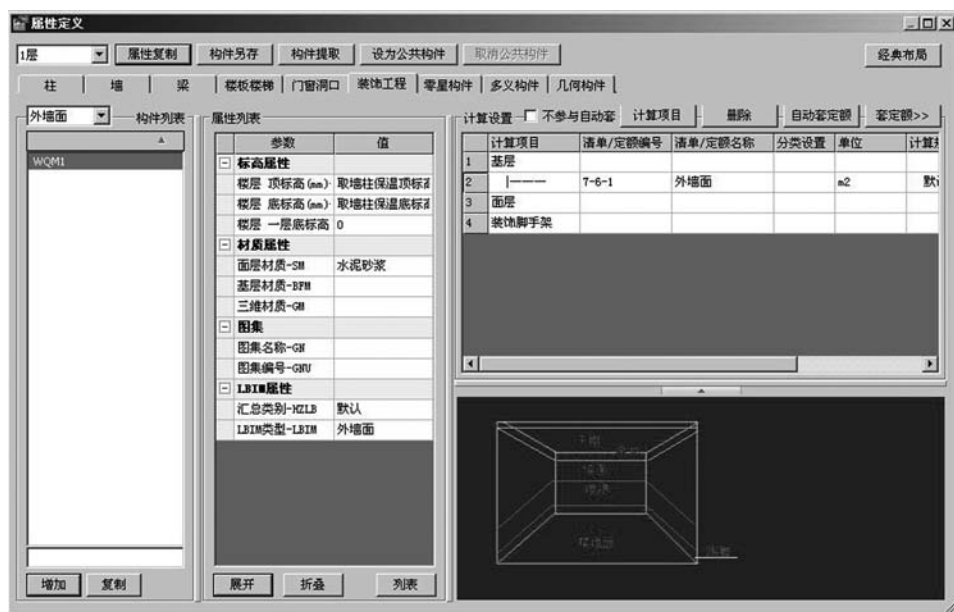 属性定义
1层 属性复制 构件另存 构件提取 设为公共构件 取消公共构件 经典布局
柱 墙 梁 楼板楼梯 门窗洞口 装饰工程 零星构件 多义构件 几何构件
外墙面 构件列表
WQM1
增加 复制
属性列表
参数 值
标高属性
楼层 顶标高(mm)- 取墙柱保温顶标高
楼层 底标高(mm)- 取墙柱保温底标高
楼层 一层底标高 0
材质属性
面层材质-SM 水泥砂浆
基层材质-BFM
三维材质-GM
图集
图集名称-GN
图集编号-GNU
LBIM属性
汇总类别-HZLB 默认
LBIM类型-LBIM 外墙面
展开 折叠 列表
计算设置 不参与自动套 计算项目 删除 自动套定额 套定额>>
计算项目 清单/定额编号 清单/定额名称 分类设置 单位
1 基层
2 |——— 7-6-1 外墙面 m2
3 面层
4 装饰脚手架